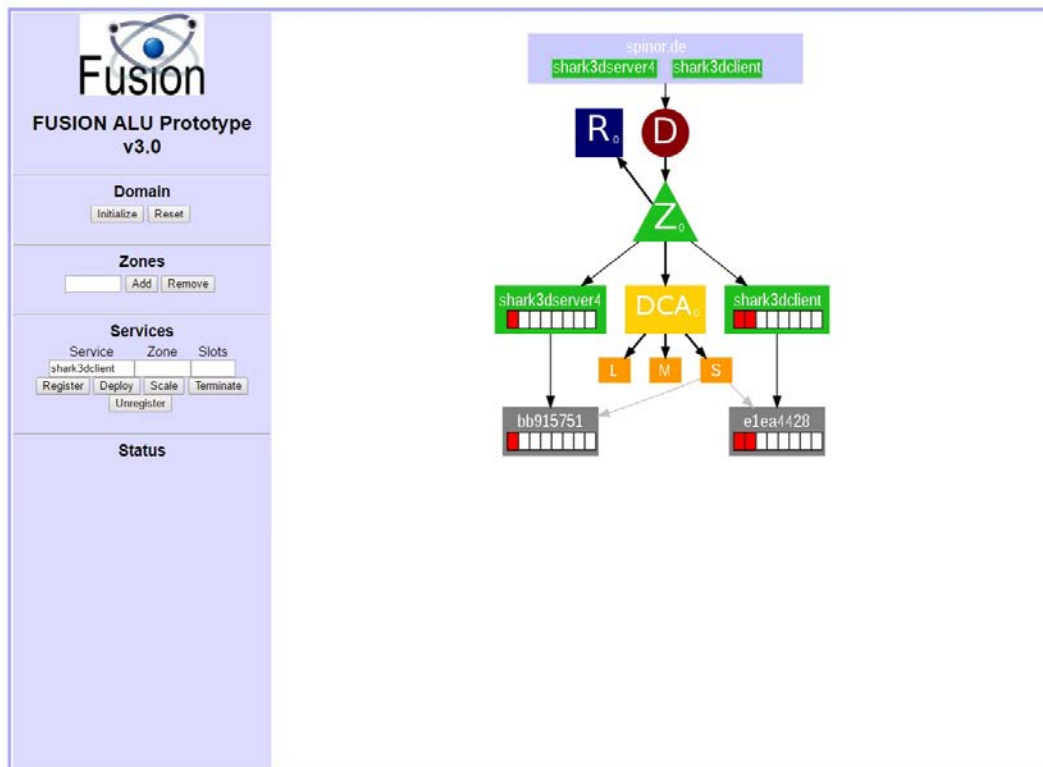 Fusion
FUSION ALU Prototype
v3.0
Domain
Initialize Reset
Zones
Add Remove
Services
Service Zone Slots
shark3dclient
Register Deploy Scale Terminate
Unregister
Status
spinor.de
shark3dserver4 shark3dclient
R0 D
Z0
shark3dserver4 DCA0 shark3dclient
L M S
bb915751 e1ea4428